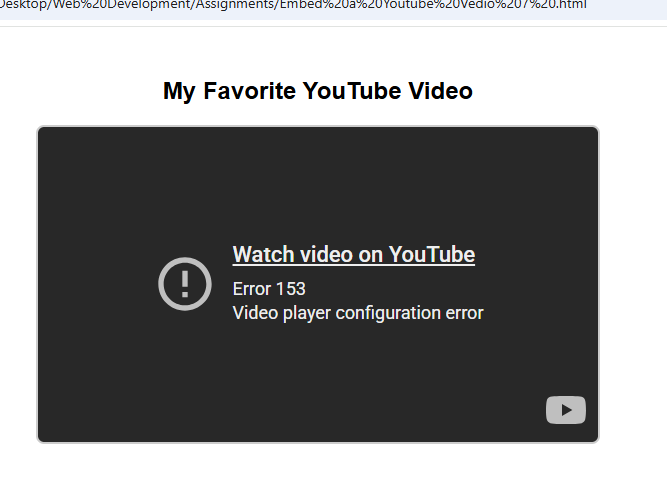 Desktop/Web%20Development/Assignments/Embed%20a%20Youtube%20Vedio%207%20.html
My Favorite YouTube Video
Watch video on YouTube
Error 153
Video player configuration error